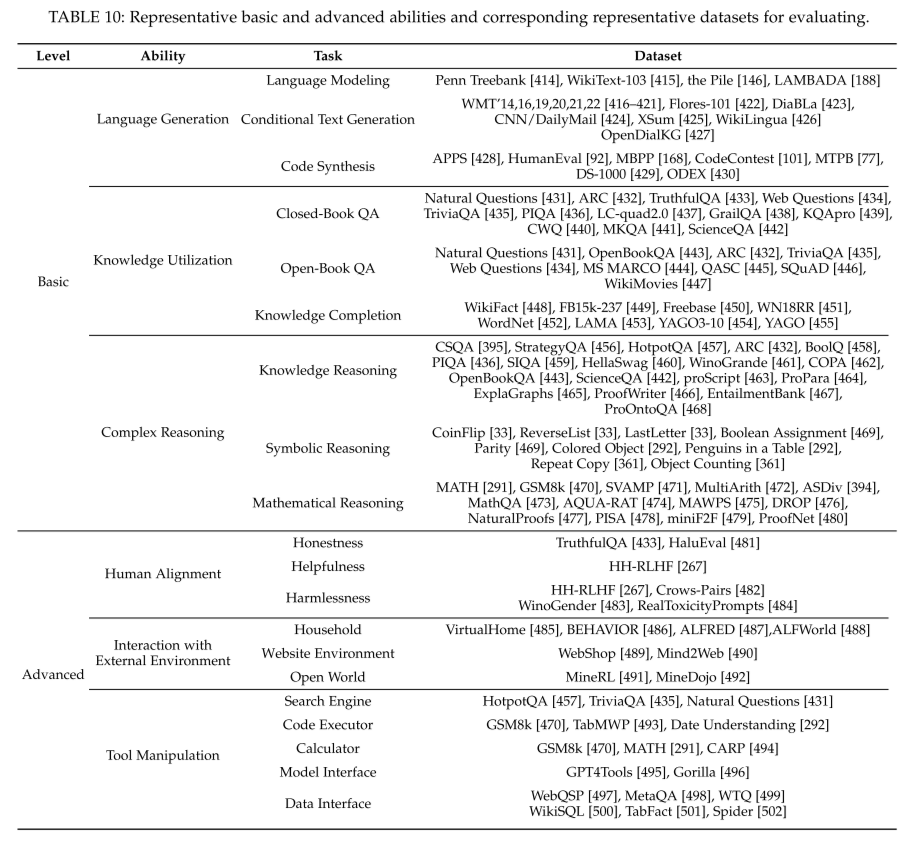 TABLE 10: Representative basic and advanced abilities and corresponding representative datasets for evaluating.
Level Ability Task Dataset
Language Modeling Penn Treebank [414], WikiText-103 [415], the Pile [146], LAMBADA [188]
Language Generation Conditional Text Generation WMT'14,16,19,20,21,22 [416–421], Flores-101 [422], DiaBLa [423],
CNN/DailyMail [424], XSum [425], WikiLingua [426]
OpenDialKG [427]
Code Synthesis APPS [428], HumanEval [92], MBPP [168], CodeContest [101], MTPB [77],
DS-1000 [429], ODEX [430]
Basic
Knowledge Utilization
Closed-Book QA Natural Questions [431], ARC [432], TruthfulQA [433], Web Questions [434],
TriviaQA [435], PIQA [436], LC-quad2.0 [437], GrailQA [438], KQApro [439],
CWQ [440], MKQA [441], ScienceQA [442]
Open-Book QA Natural Questions [431], OpenBookQA [443], ARC [432], TriviaQA [435],
Web Questions [434], MS MARCO [444], QASC [445], SQuAD [446],
WikiMovies [447]
Knowledge Completion WikiFact [448], FB15k-237 [449], Freebase [450], WN18RR [451],
WordNet [452], LAMA [453], YAGO3-10 [454], YAGO [455]
Complex Reasoning
Knowledge Reasoning CSQA [395], StrategyQA [456], HotpotQA [457], ARC [432], BoolQ [458],
PIQA [436], SIQA [459], HellaSwag [460], WinoGrande [461], COPA [462],
OpenBookQA [443], ScienceQA [442], proScript [463], ProPara [464],
ExplaGraphs [465], ProofWriter [466], EntailmentBank [467],
ProOntoQA [468]
Symbolic Reasoning CoinFlip [33], ReverseList [33], LastLetter [33], Boolean Assignment [469],
Parity [469], Colored Object [292], Penguins in a Table [292],
Repeat Copy [361], Object Counting [361]
Mathematical Reasoning MATH [291], GSM8k [470], SVAMP [471], MultiArith [472], ASDiv [394],
MathQA [473], AQUA-RAT [474], MAWPS [475], DROP [476],
NaturalProofs [477], PISA [478], miniF2F [479], ProofNet [480]
Advanced
Human Alignment
Honestness TruthfulQA [433], HaluEval [481]
Helpfulness HH-RLHF [267]
Harmlessness HH-RLHF [267], Crows-Pairs [482]
WinoGender [483], RealToxicityPrompts [484]
Interaction with
External Environment
Household VirtualHome [485], BEHAVIOR [486], ALFRED [487],ALFWorld [488]
Website Environment WebShop [489], Mind2Web [490]
Open World MineRL [491], MineDojo [492]
Tool Manipulation
Search Engine HotpotQA [457], TriviaQA [435], Natural Questions [431]
Code Executor GSM8k [470], TabMWP [493], Date Understanding [292]
Calculator GSM8k [470], MATH [291], CARP [494]
Model Interface GPT4Tools [495], Gorilla [496]
Data Interface WebQSP [497], MetaQA [498], WTQ [499]
WikiSQL [500], TabFact [501], Spider [502]